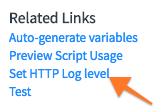 Related Links
Auto-generate variables
Preview Script Usage
Set HTTP Log level
Test